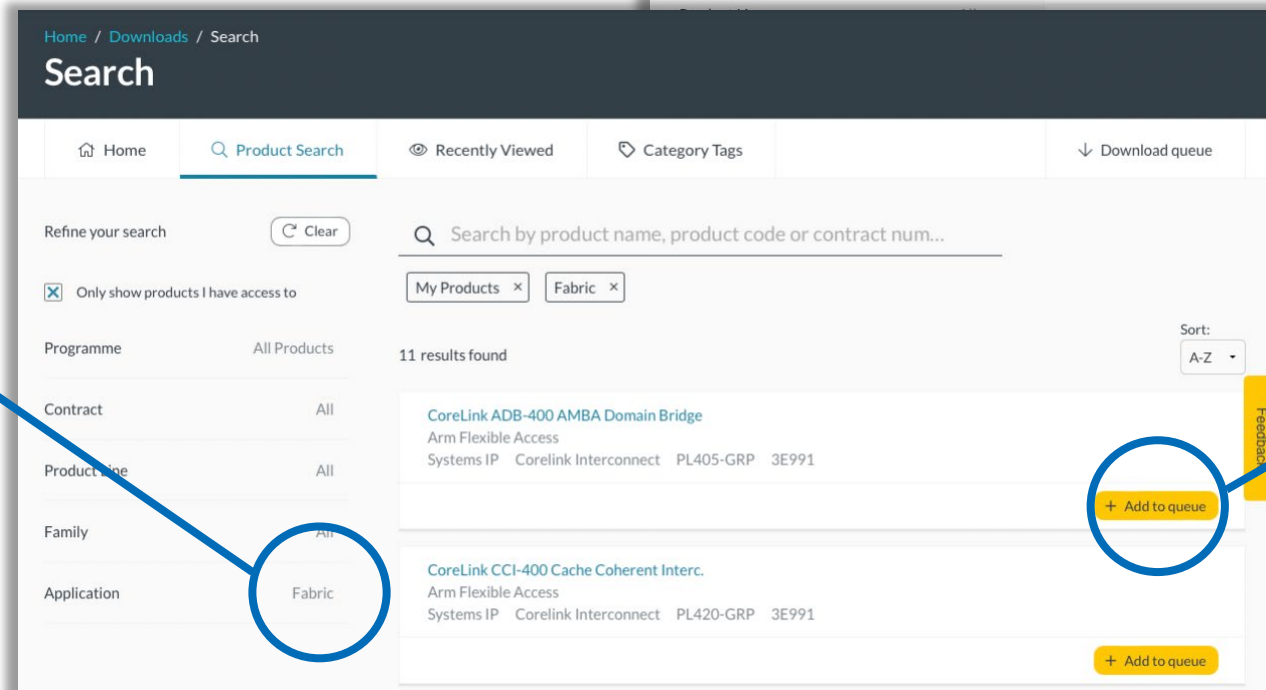 Home / Downloads / Search
Search
Home
Product Search
Recently Viewed
Category Tags
Download queue
Refine your search
Clear
Only show products I have access to
Programme All Products
Contract All
Product Line All
Family All
Application Fabric
Search by product name, product code or contract num...
My Products × Fabric ×
Sort:
11 results found
A-Z
CoreLink ADB-400 AMBA Domain Bridge
Arm Flexible Access
Systems IP Corelink Interconnect PL405-GRP 3E991
+ Add to queue
CoreLink CCI-400 Cache Coherent Interc.
Arm Flexible Access
Systems IP Corelink Interconnect PL420-GRP 3E991
+ Add to queue
Feedback